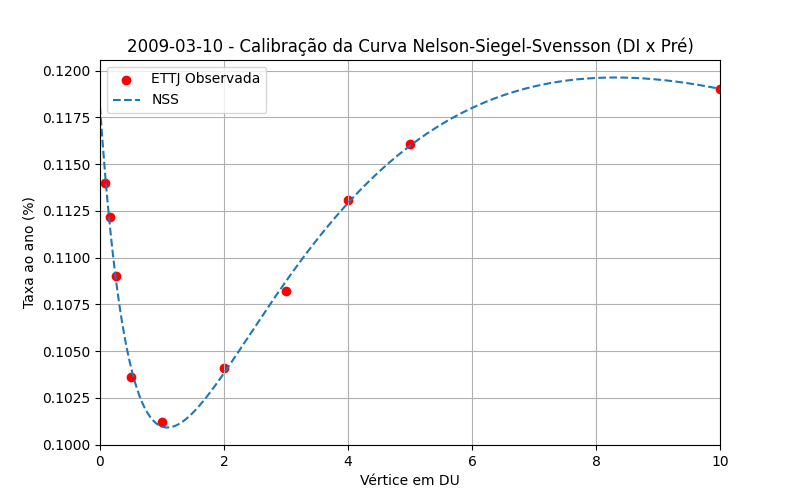 2009-03-10 - Calibração da Curva Nelson-Siegel-Svensson (DI x Pré)
ETTJ Observada
NSS
0.1200
0.1175
0.1150
0.1125
0.1100
0.1075
0.1050
0.1025
0.1000
Taxa ao ano (%)
0 2 4 6 8 10
Vértice em DU